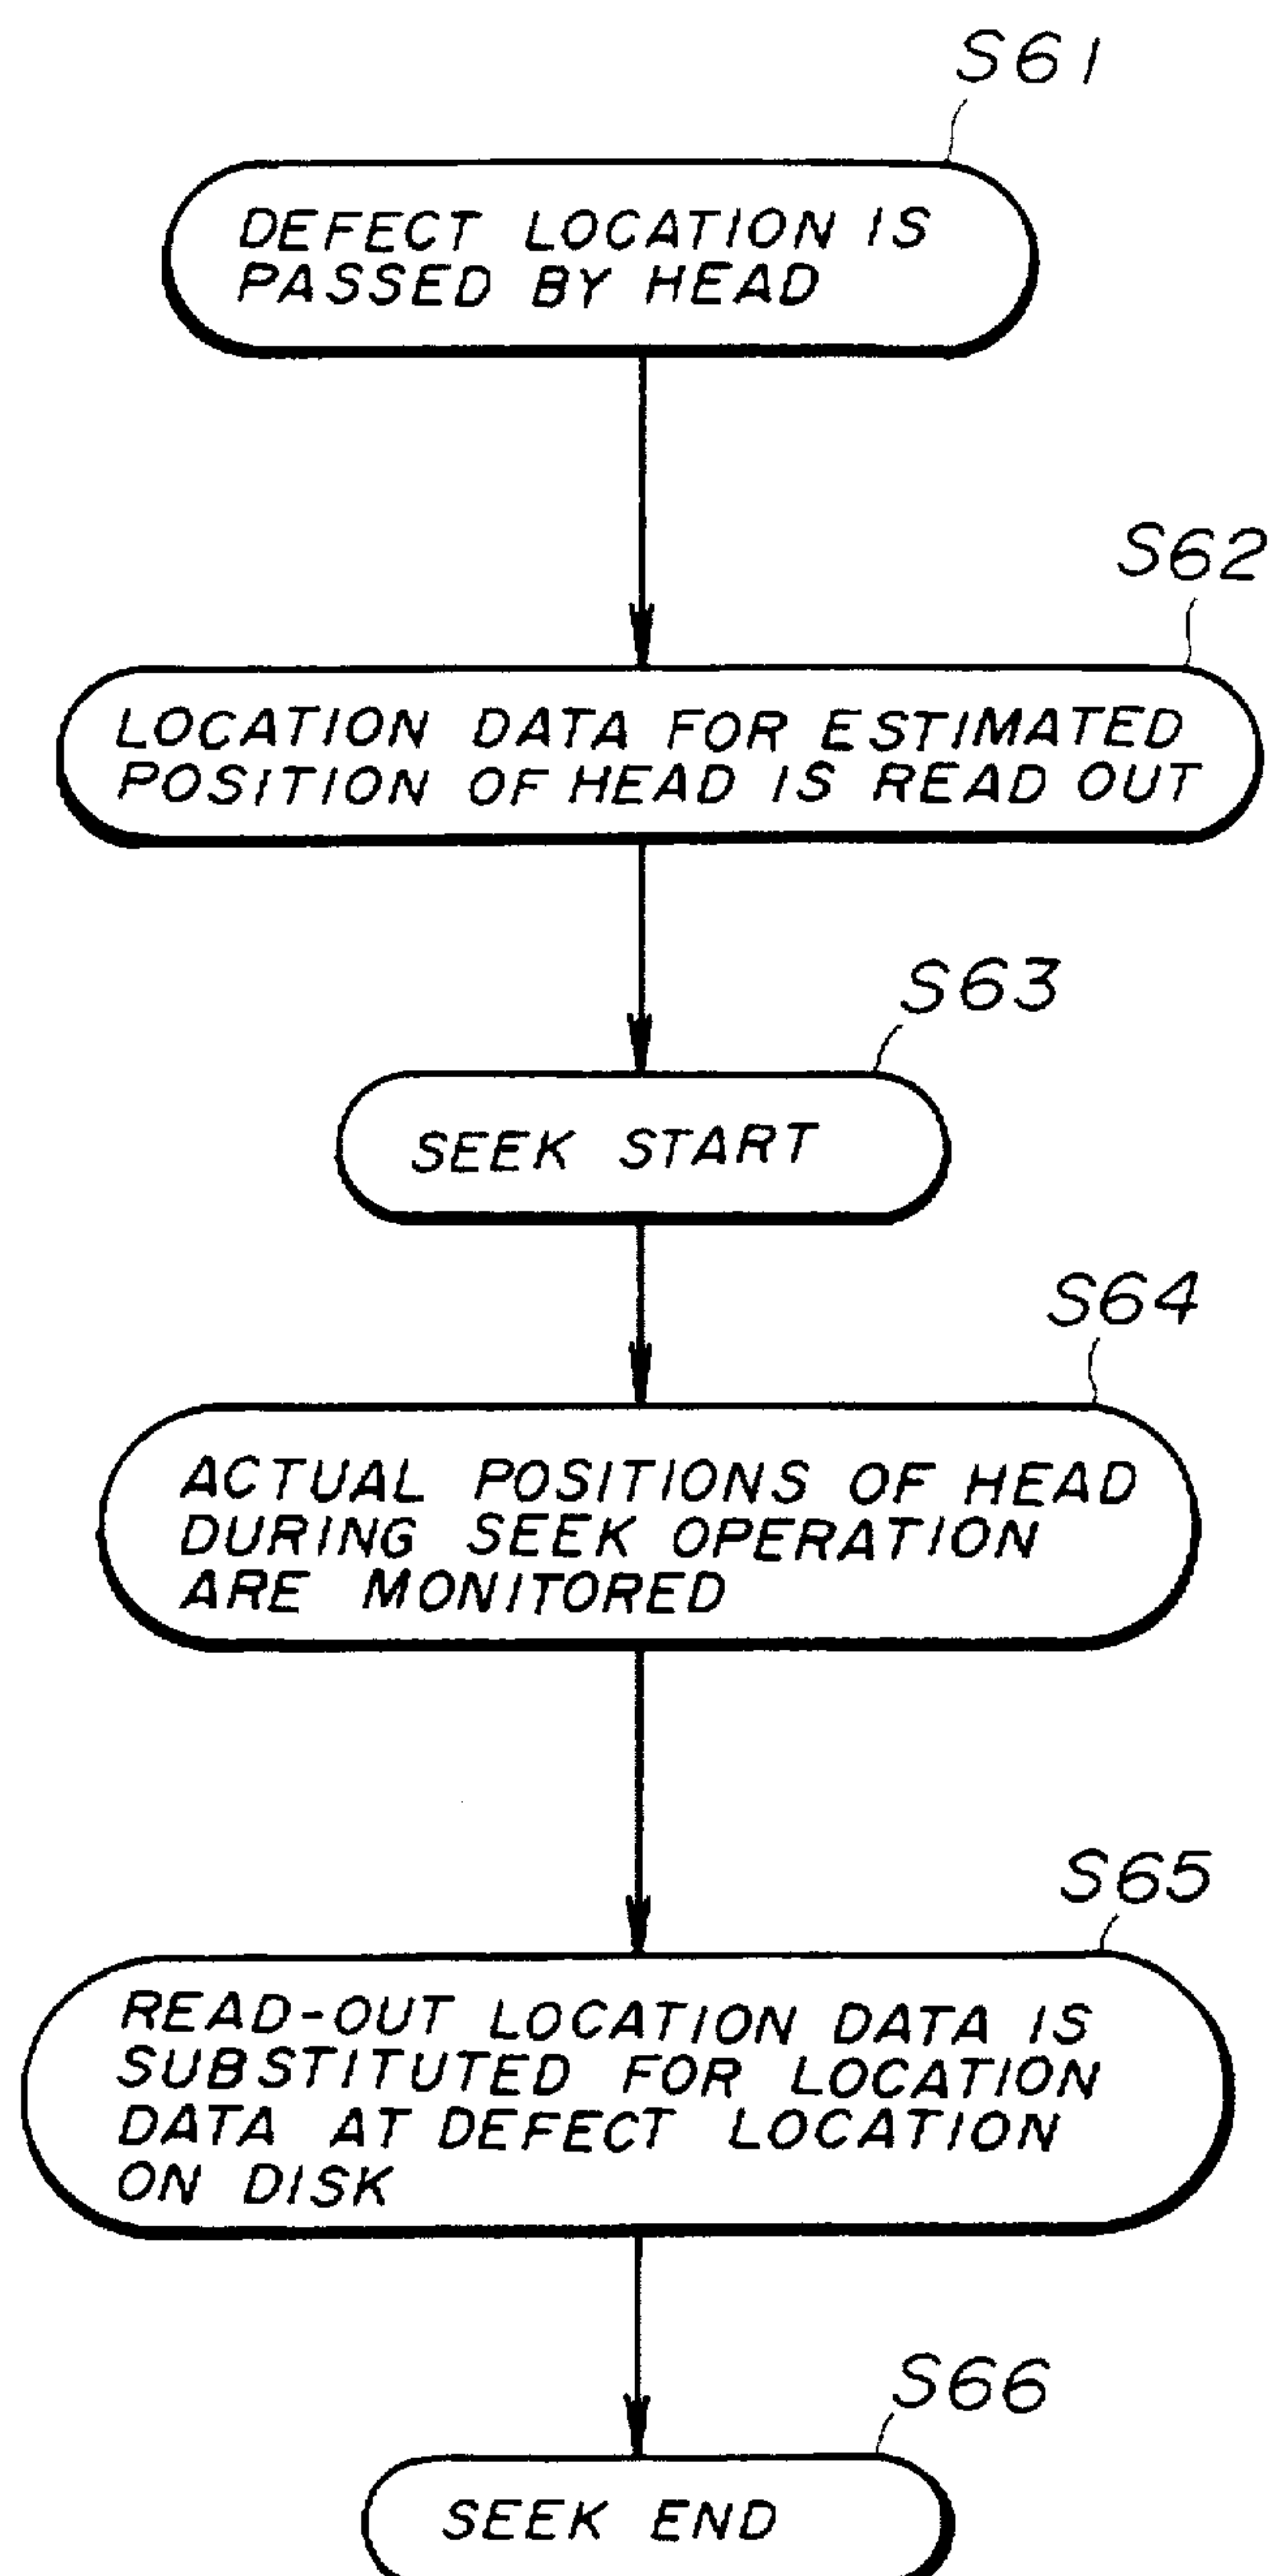 S61
DEFECT LOCATION IS
PASSED BY HEAD
S62
LOCATION DATA FOR ESTIMATED
POSITION OF HEAD IS READ OUT
S63
SEEK START
S64
ACTUAL POSITIONS OF HEAD
DURING SEEK OPERATION
ARE MONITORED
S65
READ-OUT LOCATION DATA IS
SUBSTITUTED FOR LOCATION
DATA AT DEFECT LOCATION
ON DISK
S66
SEEK END